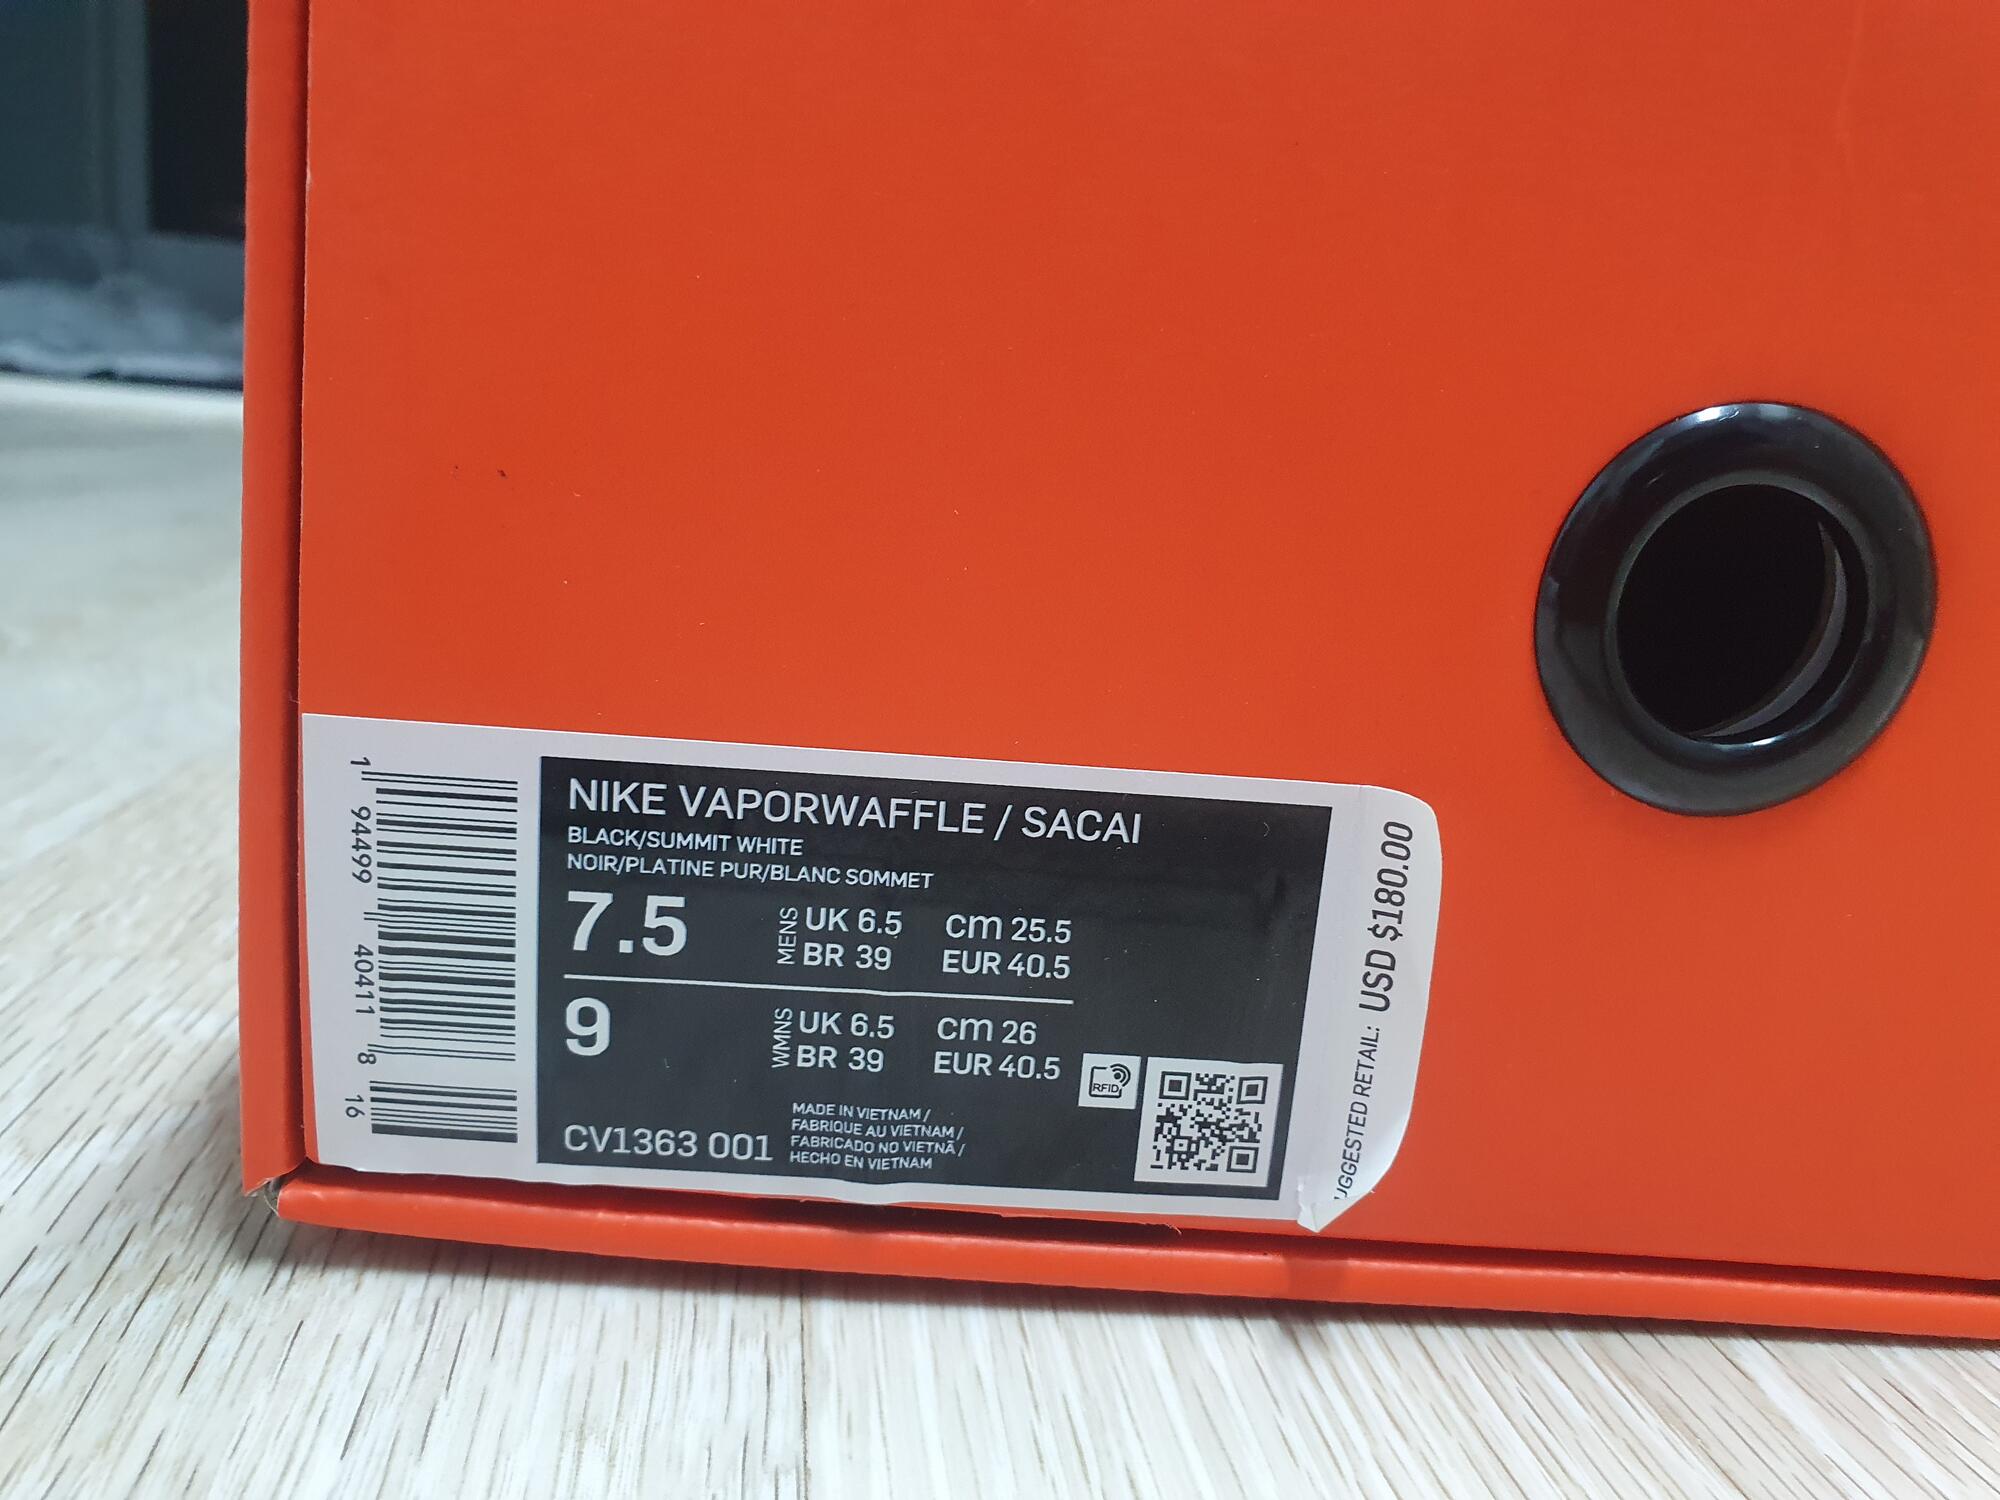 1 94499 40411 8 16
NIKE VAPORWAFFLE / SACAI
BLACK/SUMMIT WHITE
NOIR/PLATINE PUR/BLANC SOMMET
7.5
MENS
UK 6.5 cm 25.5
BR 39 EUR 40.5
9
WMNS
UK 6.5 cm 26
BR 39 EUR 40.5
RFID
CV1363 001
MADE IN VIETNAM /
FABRIQUE AU VIETNAM /
FABRICADO NO VIETNÃ /
HECHO EN VIETNAM
UGGESTED RETAIL: USD $180.00